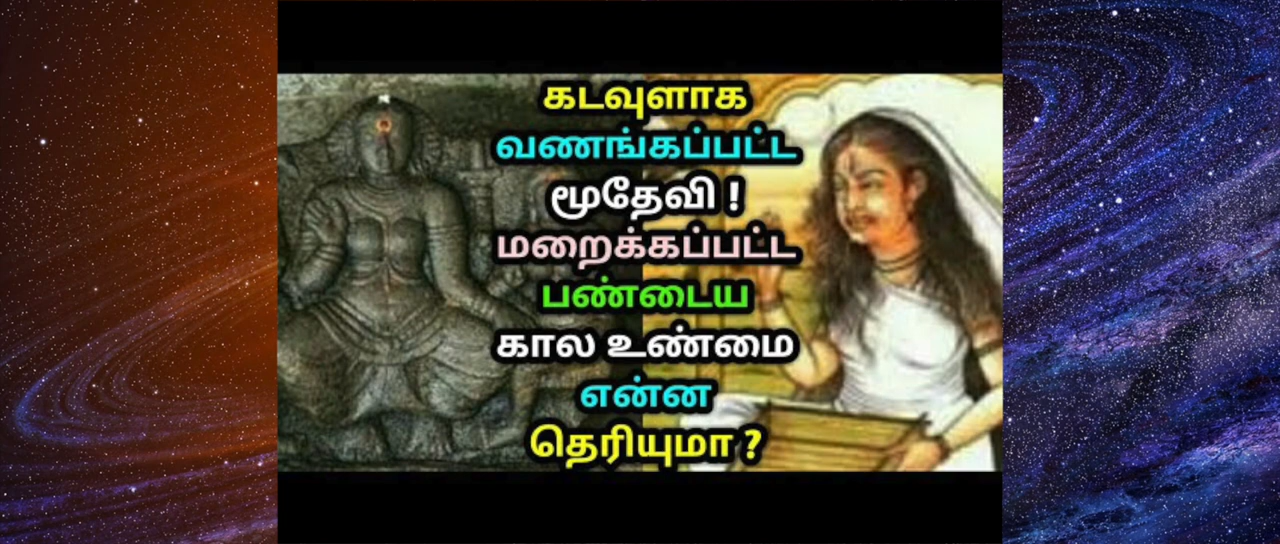 கடவுளாக
வணங்கப்பட்ட
மூதேவி !
மறைக்கப்பட்ட
பண்டைய
கால உண்மை
என்ன
தெரியுமா ?